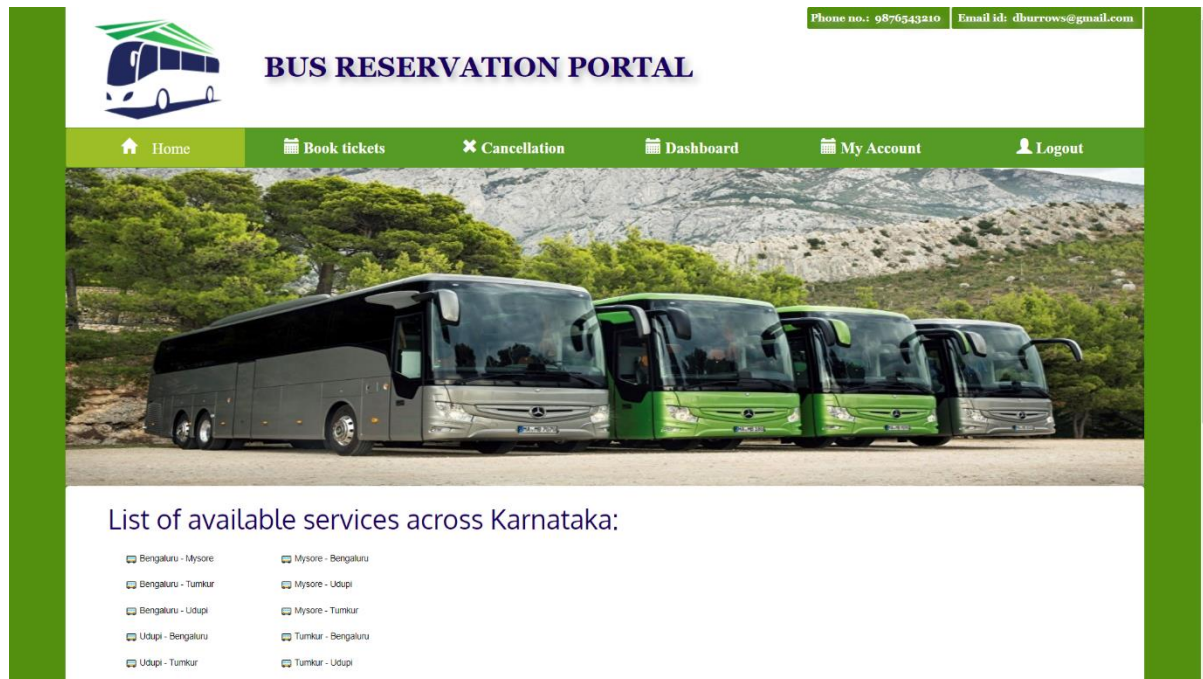 Phone no.: 9876543210 Email id: dburrows@gmail.com
BUS RESERVATION PORTAL
Home Book tickets Cancellation Dashboard My Account Logout
List of available services across Karnataka:
Bengaluru - Mysore Mysore - Bengaluru
Bengaluru - Tumkur Mysore - Udupi
Bengaluru - Udupi Mysore - Tumkur
Udupi - Bengaluru Tumkur - Bengaluru
Udupi - Tumkur Tumkur - Udupi